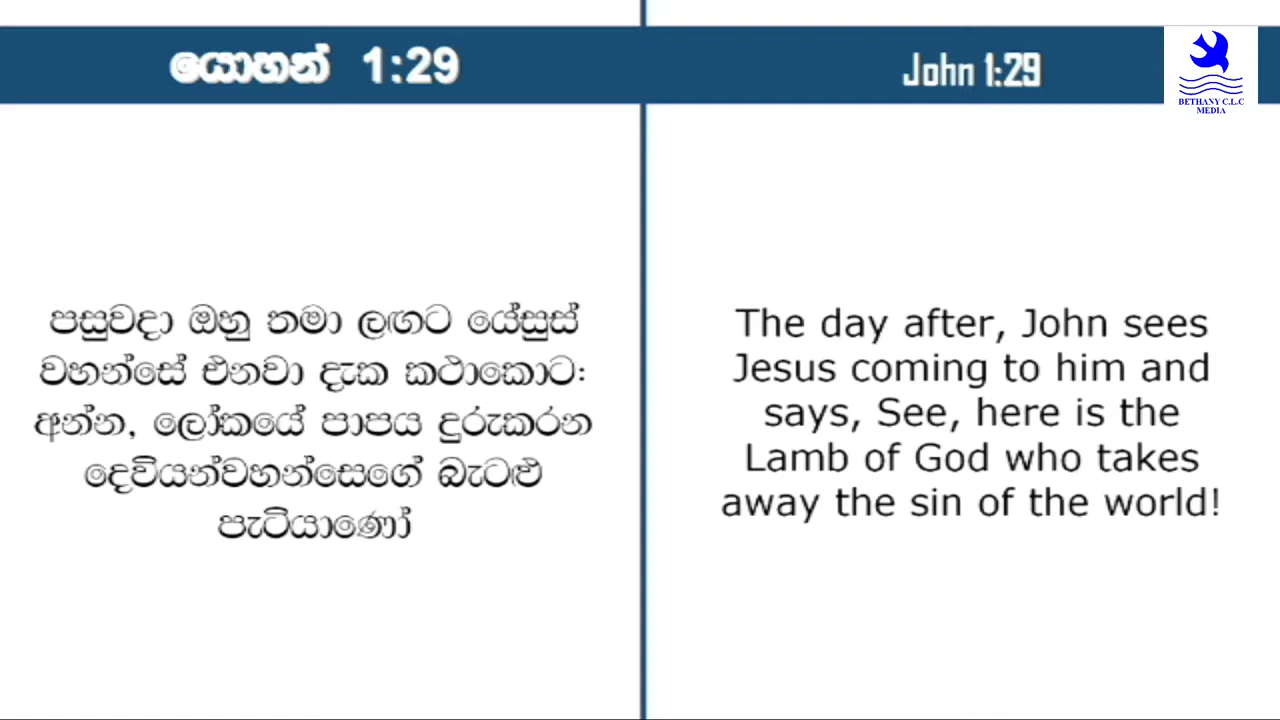 යොහන් 1:29
පසුවදා ඔහු තමා ලඟට යේසුස්
වහන්සේ එනවා දැක කථාකොට:
අන්න, ලෝකයේ පාපය දුරුකරන
දෙවියන්වහන්සෙගේ බැටළු
පැටියාණෝ
John 1:29
The day after, John sees
Jesus coming to him and
says, See, here is the
Lamb of God who takes
away the sin of the world!
BETHANY C.L.C
MEDIA